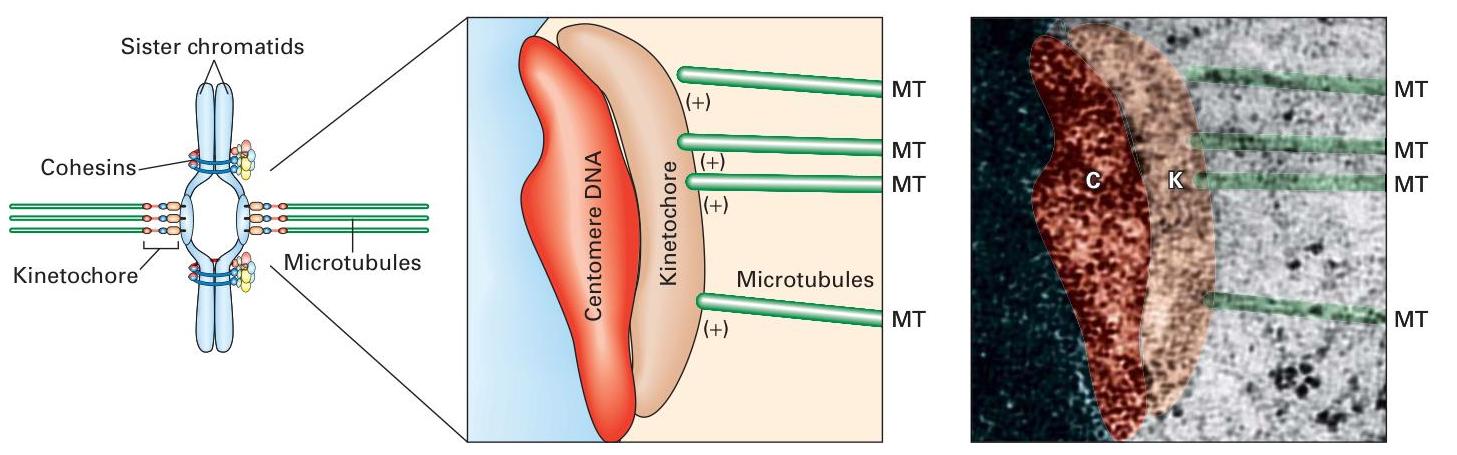 Sister chromatids
Cohesins
Kinetochore
Microtubules
Centomere DNA
Kinetochore
(+)
(+)
(+)
(+)
Microtubules
MT
MT
MT
MT
C
K
MT
MT
MT
MT